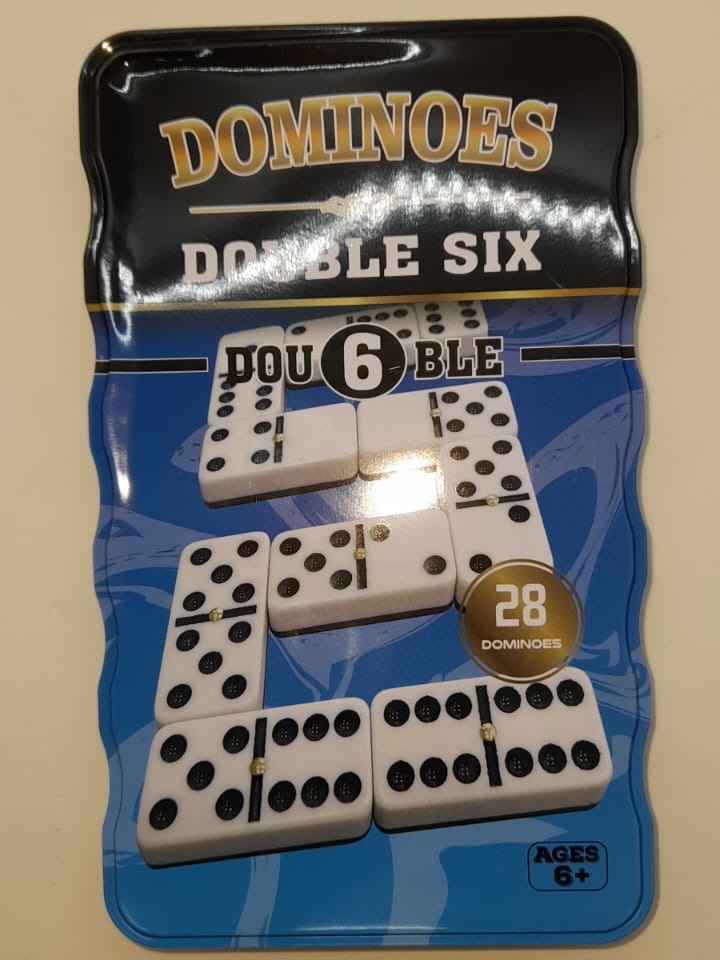 DOMINOES
DOUBLE SIX
DOU6BLE
28
DOMINOES
AGES
6+